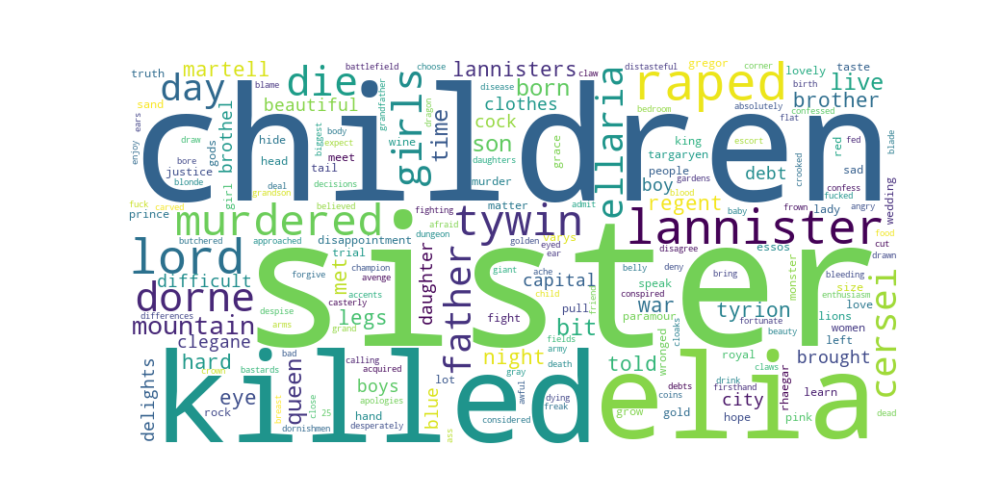 truth
martell
day
blame
die
battlefield
girls
choose
lannisters
claw
disease
born
distasteful
raped
gregor
corner
lovely
taste
live
brother
beautiful
grandfather
dragon
time
clothes
birth
absolutely
sand
ears
draw
brothel
girl
enjoy
children
hide
biggest
body
expect
wine
cock
son
daughters
grace
ellaria
bedroom
flat
confessed
king
targaryen
red
fed
blade
gods
bore
justice
blonde
head
tail
meet
murder
people
boy
debt
crooked
sad
confess
fucked
angry
wedding
deal
decisions
grandson
believed
matter
admit
blood
gardens
regent
baby
frown
lady
fuck
carved
prince
murdered
fighting
afraid
tywin
lannister
food
cut
drawn
butchered
approached
dungeon
golden
eyed
ear
varys
essos
disagree
lord
disappointment
trial
difficult
forgive
champion
avenge
met
daughter
father
giant
ache
capital
belly
deny
bring
speak
monster
bleeding
size
enthusiasm
love
sister
despise
casterly
child
conspired
friend
war
paramour
tyrion
fortunate
lions
cersei
dorne
differences
accents
arms
grand
legs
fight
pull
fields
bit
army
wronged
cloaks
beauty
women
left
mountain
clegane
hard
bad
queen
crown
bastards
calling
acquired
night
gray
death
told
royal
claws
brought
delights
eye
rock
breast
close
25
boys
apologies
blue
lot
awful
dying
freak
debts
coins
drink
firsthand
rhaegar
learn
killed
elia
dornishmen
hand
desperately
considered
ass
grow
gold
city
hope
pink
dead